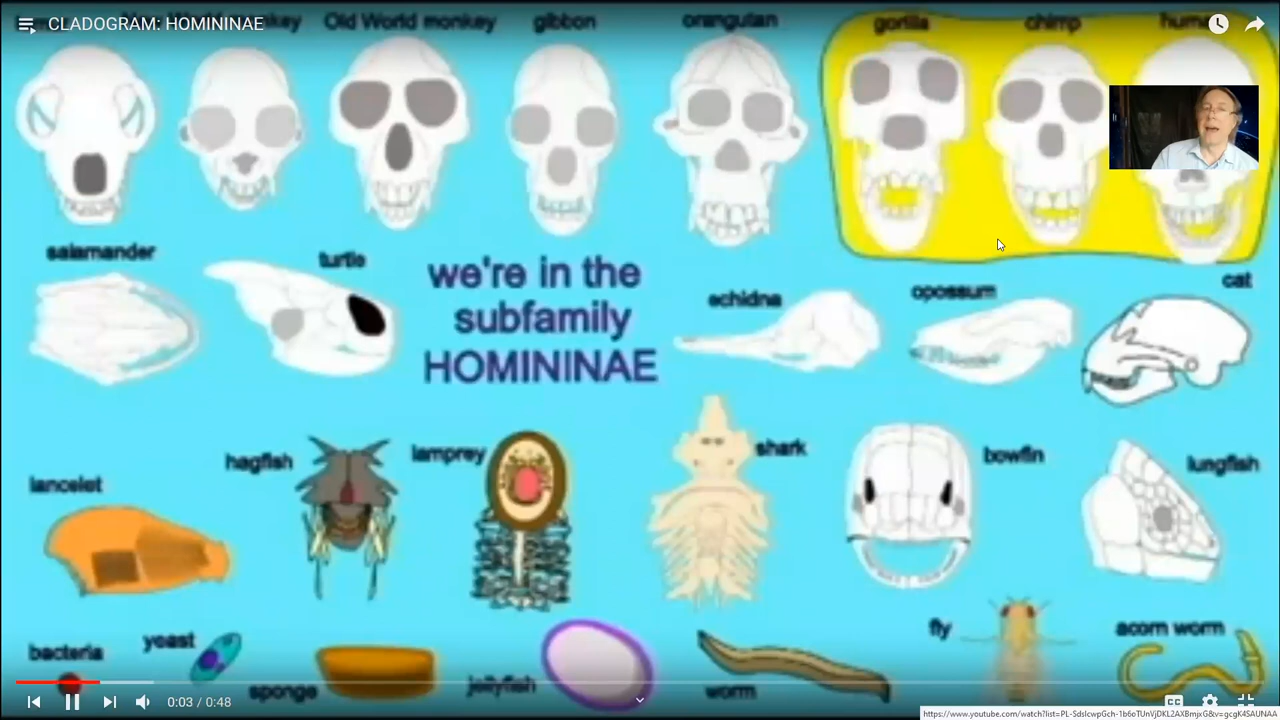 CLADOGRAM: HOMININAE
monkey
Old World monkey
gibbon
orangutan
gorilla
chimp
human
salamander
turtle
we're in the
subfamily
HOMININAE
echidna
opossum
cat
lancelet
hagfish
lamprey
shark
bowfin
lungfish
bacteria
yeast
sponge
jellyfish
worm
fly
acorn worm
0:03 / 0:48